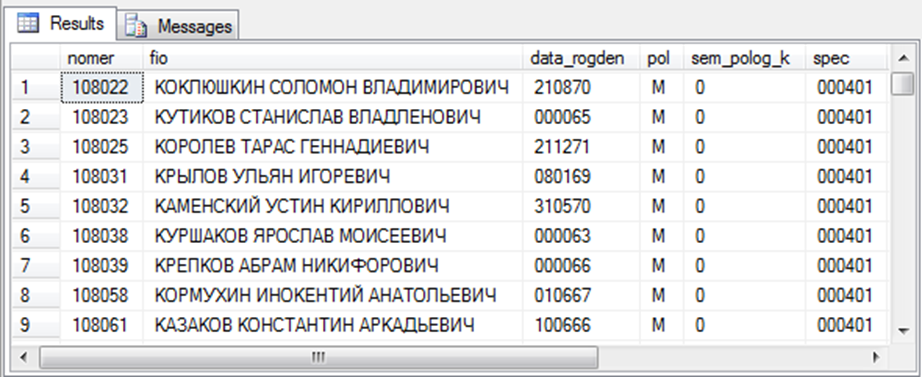 Results Messages
nomer fio data_rogden pol sem_polog_k spec
1 108022 КОКЛЮШКИН СОЛОМОН ВЛАДИМИРОВИЧ 210870 М 0 000401
2 108023 КУТИКОВ СТАНИСЛАВ ВЛАДЛЕНОВИЧ 000065 М 0 000401
3 108025 КОРОЛЕВ ТАРАС ГЕННАДИЕВИЧ 211271 М 0 000401
4 108031 КРЫЛОВ УЛЬЯН ИГОРЕВИЧ 080169 М 0 000401
5 108032 КАМЕНСКИЙ УСТИН КИРИЛЛОВИЧ 310570 М 0 000401
6 108038 КУРШАКОВ ЯРОСЛАВ МОИСЕЕВИЧ 000063 М 0 000401
7 108039 КРЕПКОВ АБРАМ НИКИФОРОВИЧ 000066 М 0 000401
8 108058 КОРМУХИН ИНОКЕНТИЙ АНАТОЛЬЕВИЧ 010667 М 0 000401
9 108061 КАЗАКОВ КОНСТАНТИН АРКАДЬЕВИЧ 100666 М 0 000401